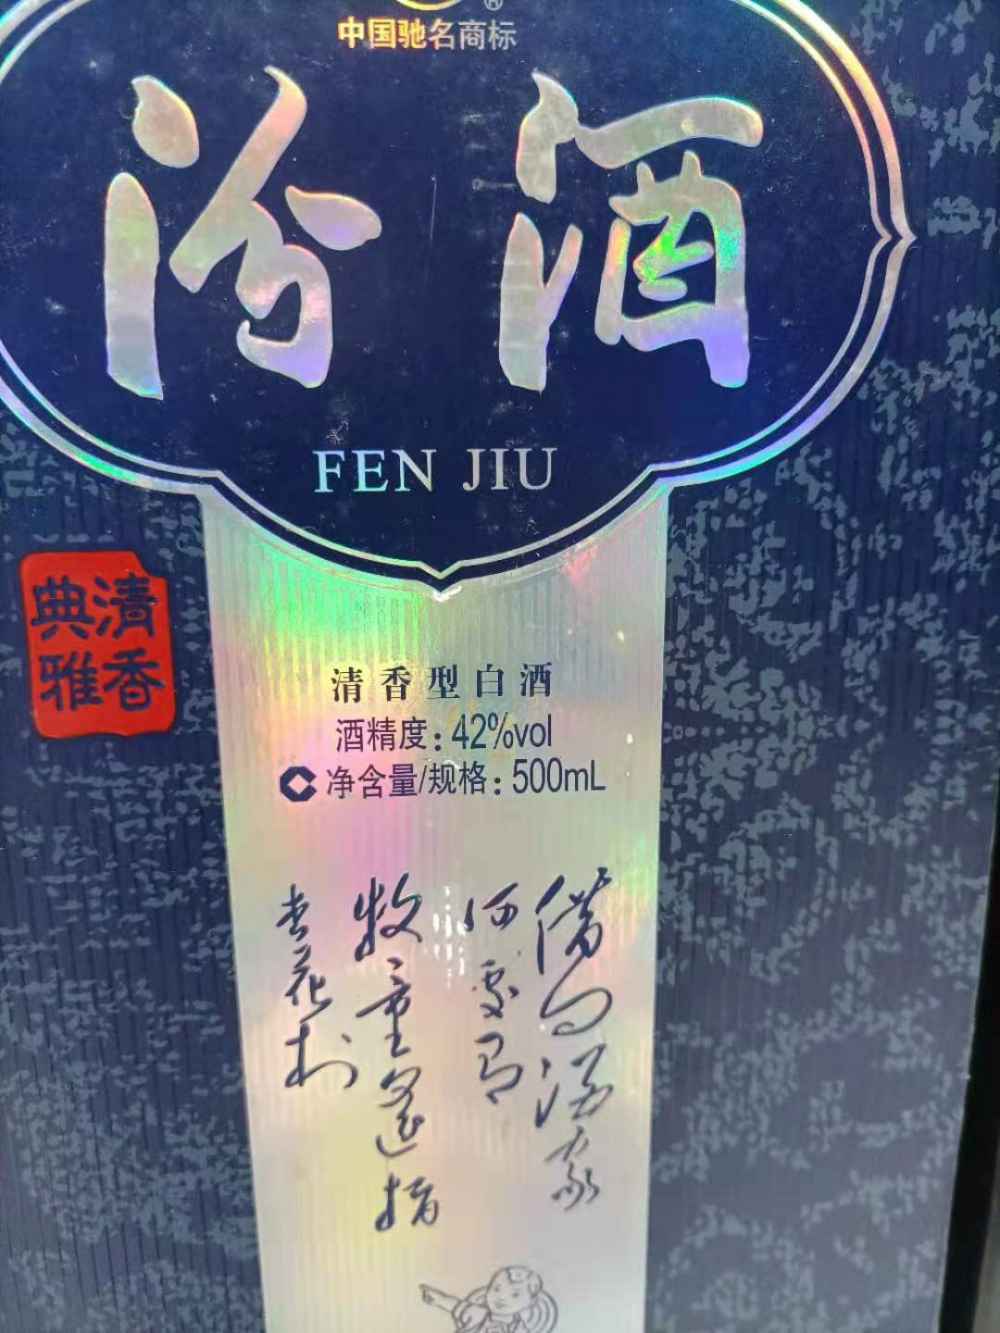 ®
中国驰名商标
汾酒
FEN JIU
清香
典雅
清香型白酒
酒精度：42%vol
净含量/规格：500mL
借问酒家
何处有
牧童遥指
杏花村